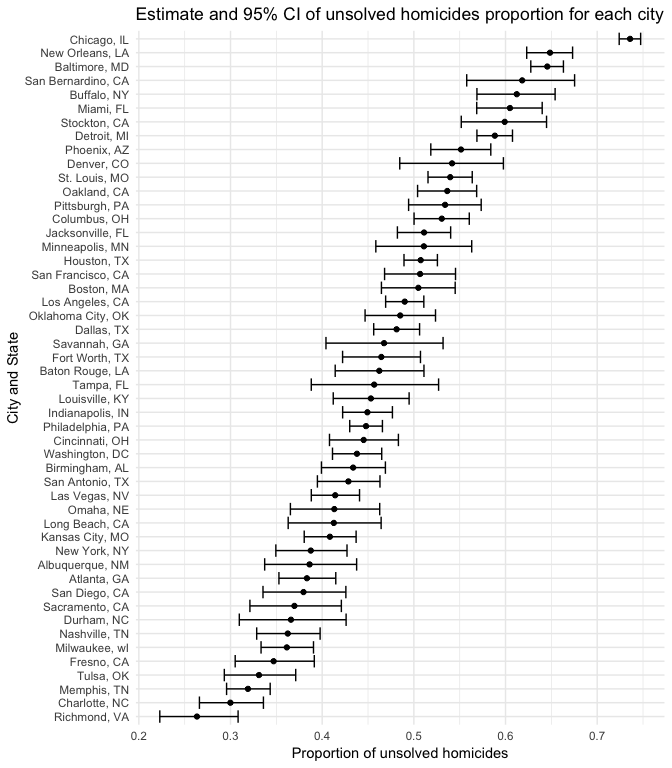 Estimate and 95% CI of unsolved homicides proportion for each city
Chicago, IL
New Orleans, LA
Baltimore, MD
San Bernardino, CA
Buffalo, NY
Miami, FL
Stockton, CA
Detroit, MI
Phoenix, AZ
Denver, CO
St. Louis, MO
Oakland, CA
Pittsburgh, PA
Columbus, OH
Jacksonville, FL
Minneapolis, MN
Houston, TX
San Francisco, CA
Boston, MA
Los Angeles, CA
Oklahoma City, OK
Dallas, TX
Savannah, GA
Fort Worth, TX
Baton Rouge, LA
Tampa, FL
Louisville, KY
Indianapolis, IN
Philadelphia, PA
Cincinnati, OH
Washington, DC
Birmingham, AL
San Antonio, TX
Las Vegas, NV
Omaha, NE
Long Beach, CA
Kansas City, MO
New York, NY
Albuquerque, NM
Atlanta, GA
San Diego, CA
Sacramento, CA
Durham, NC
Nashville, TN
Milwaukee, wI
Fresno, CA
Tulsa, OK
Memphis, TN
Charlotte, NC
Richmond, VA
City and State
0.2 0.3 0.4 0.5 0.6 0.7
Proportion of unsolved homicides